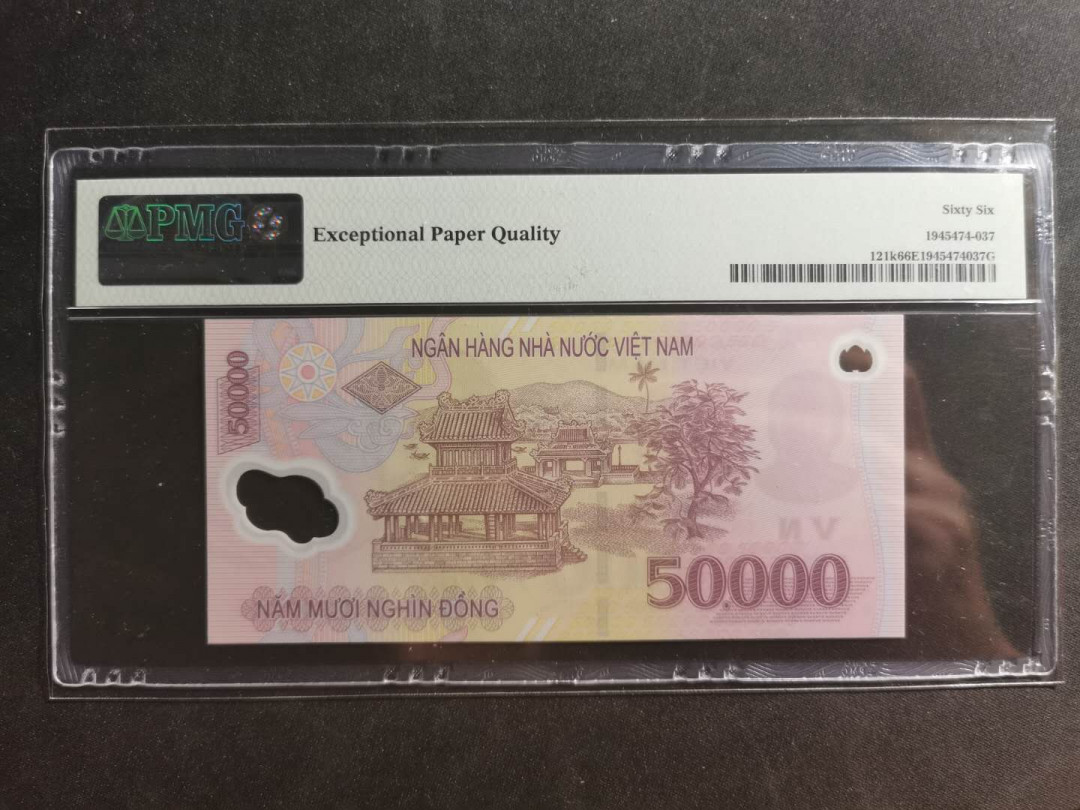 PMG
Exceptional Paper Quality
Sixty Six
1945474-037
121k66E1945474037G
50000
NGÂN HÀNG NHÀ NƯỚC VIỆT NAM
VN
50000
NĂM MƯƠI NGHÌN ĐỒNG